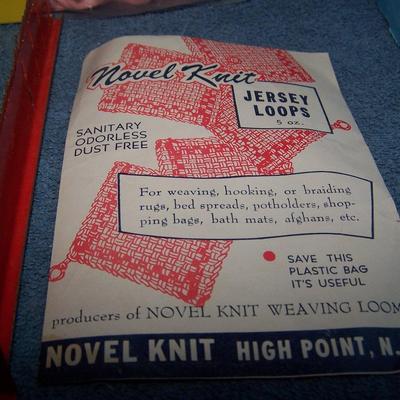 Novel Knit
JERSEY
LOOPS
5 oz.
SANITARY
ODORLESS
DUST FREE
For weaving, hooking, or braiding
rugs, bed spreads, potholders, shop-
ping bags, bath mats, afghans, etc.
SAVE THIS
PLASTIC BAG
IT'S USEFUL
producers of NOVEL KNIT WEAVING LOOM
NOVEL KNIT HIGH POINT, N.